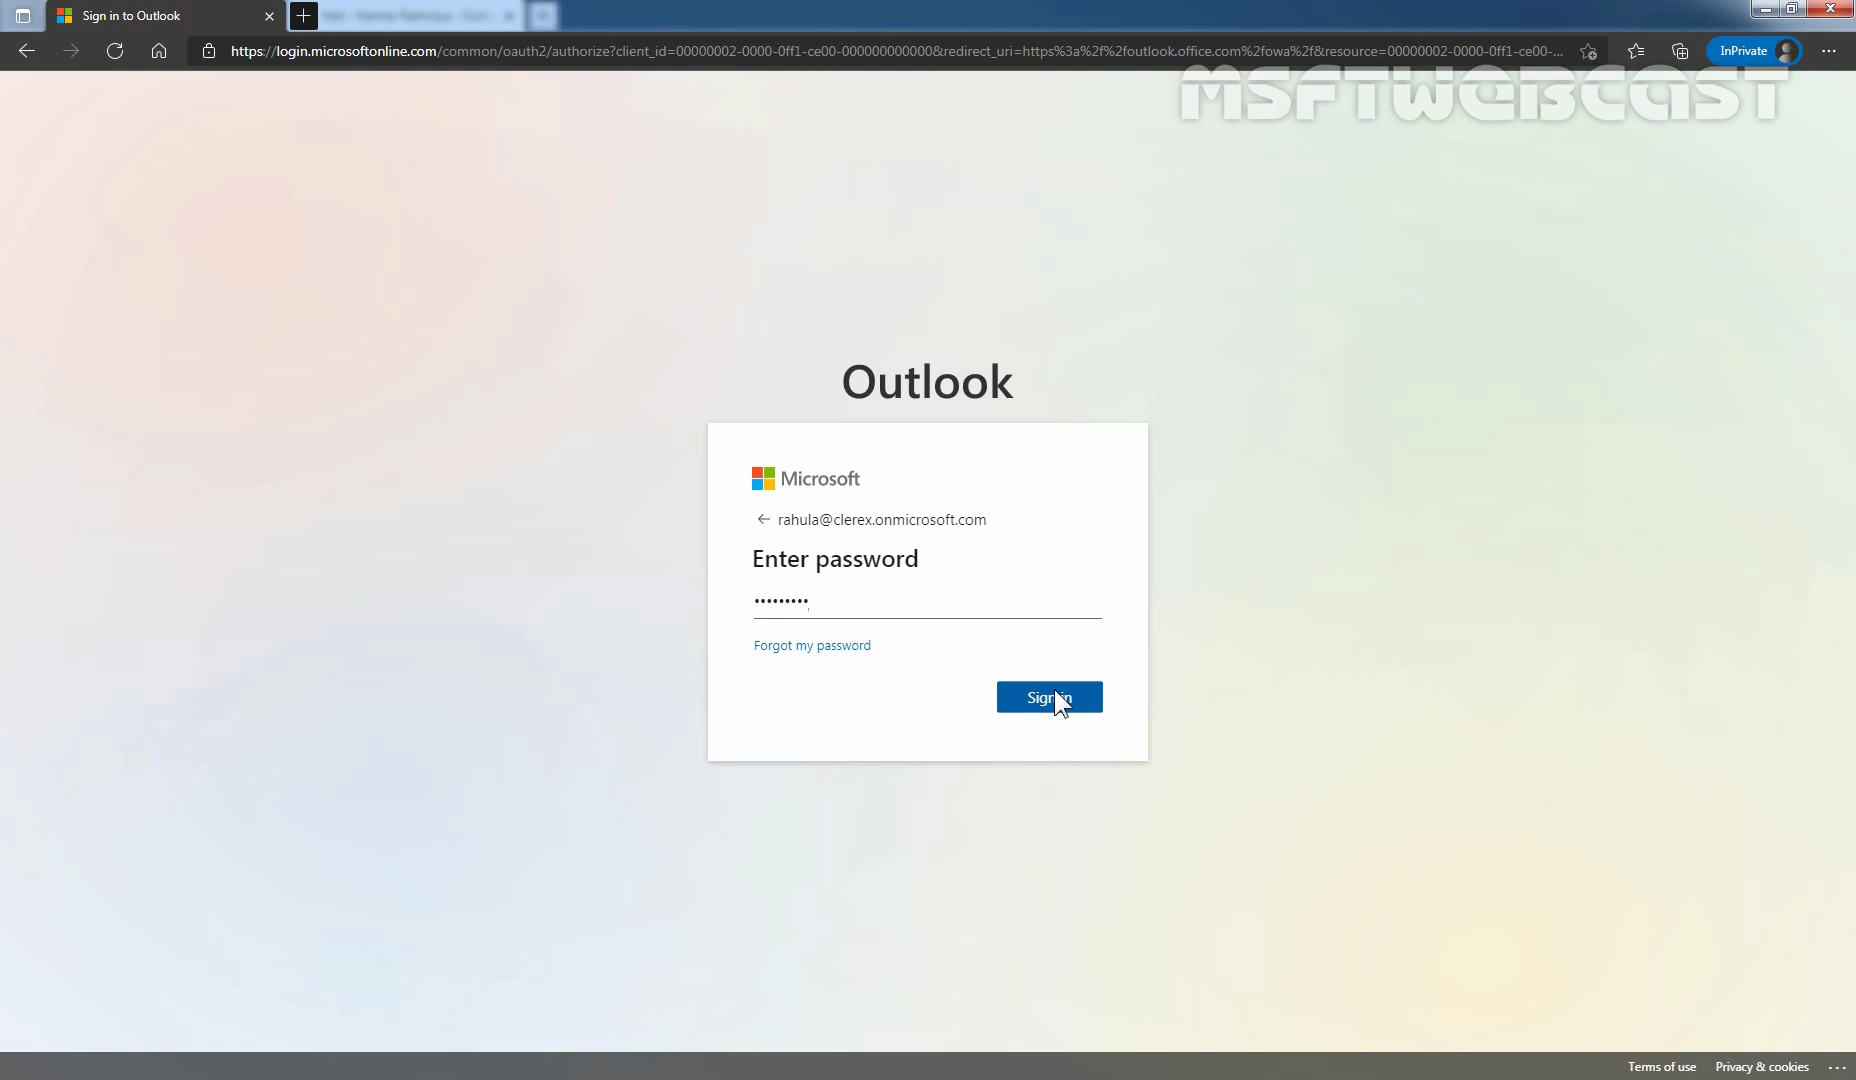 Sign in to Outlook
https://login.microsoftonline.com/common/oauth2/authorize?client_id=00000002-0000-0ff1-ce00-000000000000&redirect_uri=https%3a%2f%2foutlook.office.com%2fowa%2f&resource=00000002-0000-0ff1-ce00-...
InPrivate
MSFTWEBCAST
Outlook
Microsoft
rahula@clerex.onmicrosoft.com
Enter password
•••••••••
Forgot my password
Sign in
Terms of use Privacy & cookies ...